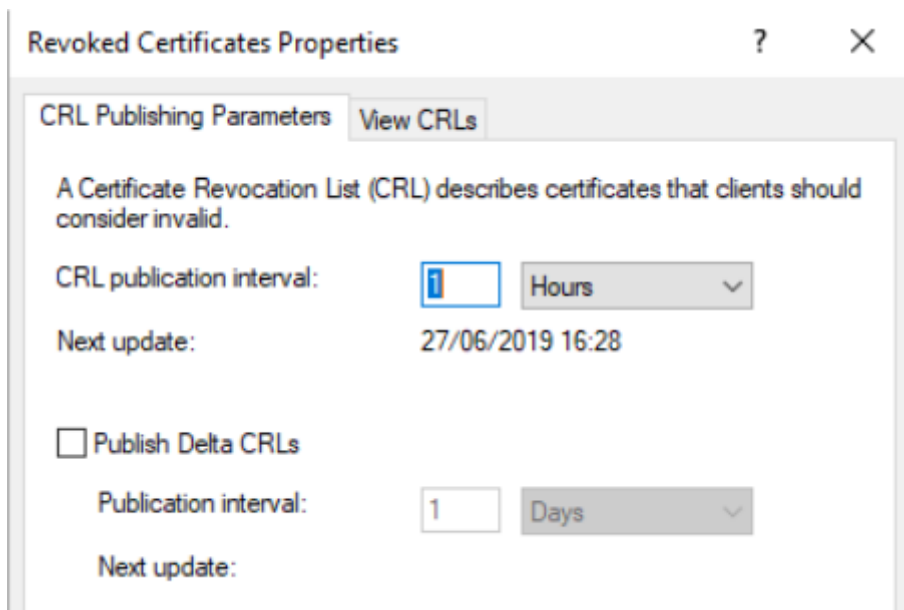 Revoked Certificates Properties ? ×
CRL Publishing Parameters View CRLs
A Certificate Revocation List (CRL) describes certificates that clients should
consider invalid.
CRL publication interval: 1 Hours
Next update: 27/06/2019 16:28
Publish Delta CRLs
Publication interval: 1 Days
Next update: